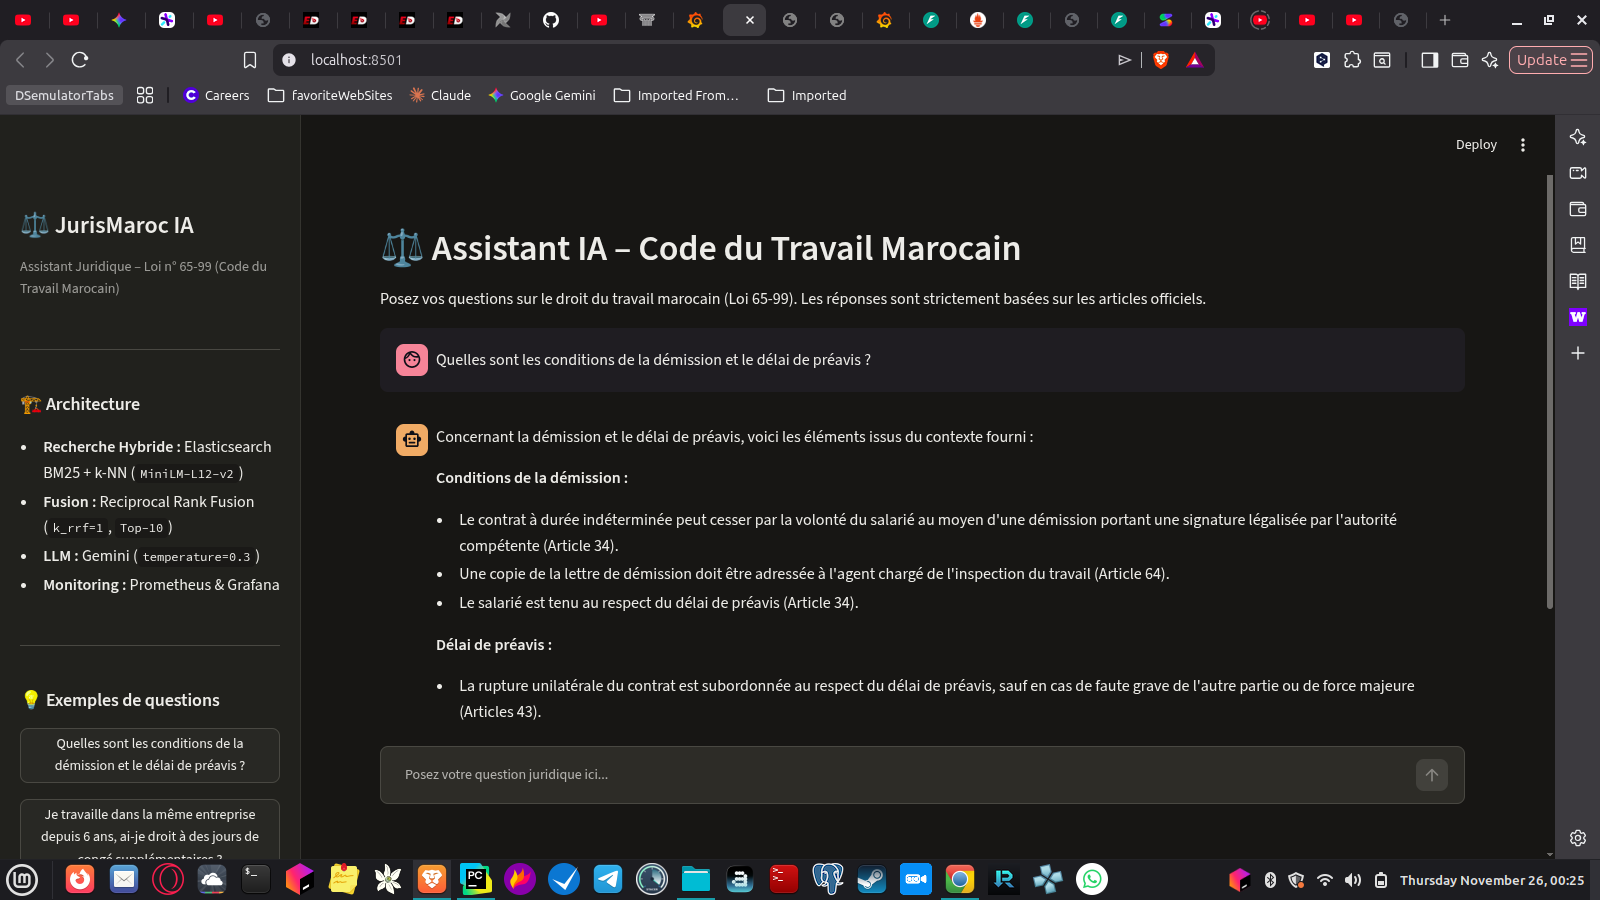 localhost:8501
Update
DSemulatorTabs
Careers
favoriteWebSites
Claude
Google Gemini
Imported From...
Imported
Deploy
JurisMaroc IA
Assistant Juridique – Loi n° 65-99 (Code du
Travail Marocain)
Architecture
• Recherche Hybride : Elasticsearch
BM25 + k-NN ( MiniLM-L12-v2 )
• Fusion : Reciprocal Rank Fusion
( k_rrf=1 , Top-10 )
• LLM : Gemini ( temperature=0.3 )
• Monitoring : Prometheus & Grafana
Exemples de questions
Quelles sont les conditions de la
démission et le délai de préavis ?
Je travaille dans la même entreprise
depuis 6 ans, ai-je droit à des jours de
congé supplémentaires ?
Assistant IA – Code du Travail Marocain
Posez vos questions sur le droit du travail marocain (Loi 65-99). Les réponses sont strictement basées sur les articles officiels.
Quelles sont les conditions de la démission et le délai de préavis ?
Concernant la démission et le délai de préavis, voici les éléments issus du contexte fourni :
Conditions de la démission :
• Le contrat à durée indéterminée peut cesser par la volonté du salarié au moyen d'une démission portant une signature légalisée par l'autorité
compétente (Article 34).
• Une copie de la lettre de démission doit être adressée à l'agent chargé de l'inspection du travail (Article 64).
• Le salarié est tenu au respect du délai de préavis (Article 34).
Délai de préavis :
• La rupture unilatérale du contrat est subordonnée au respect du délai de préavis, sauf en cas de faute grave de l'autre partie ou de force majeure
(Articles 43).
Posez votre question juridique ici...
Thursday November 26, 00:25